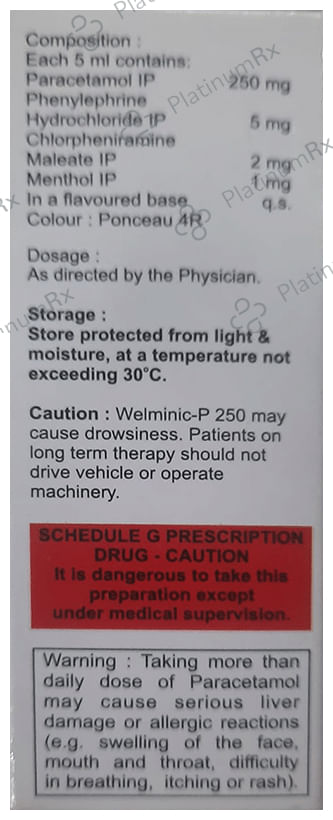 Composition :
Each 5 ml contains:
Paracetamol IP 250 mg
Phenylephrine
Hydrochloride IP 5 mg
Chlorpheniramine
Maleate IP 2 mg
Menthol IP 1 mg
In a flavoured base q.s.
Colour : Ponceau 4R
Dosage :
As directed by the Physician.
Storage :
Store protected from light &
moisture, at a temperature not
exceeding 30°C.
Caution : Welminic-P 250 may
cause drowsiness. Patients on
long term therapy should not
drive vehicle or operate
machinery.
SCHEDULE G PRESCRIPTION
DRUG - CAUTION
It is dangerous to take this
preparation except
under medical supervision.
Warning : Taking more than
daily dose of Paracetamol
may cause serious liver
damage or allergic reactions
(e.g. swelling of the face,
mouth and throat, difficulty
in breathing, itching or rash).
PlatinumRx
PlatinumRx
PlatinumRx